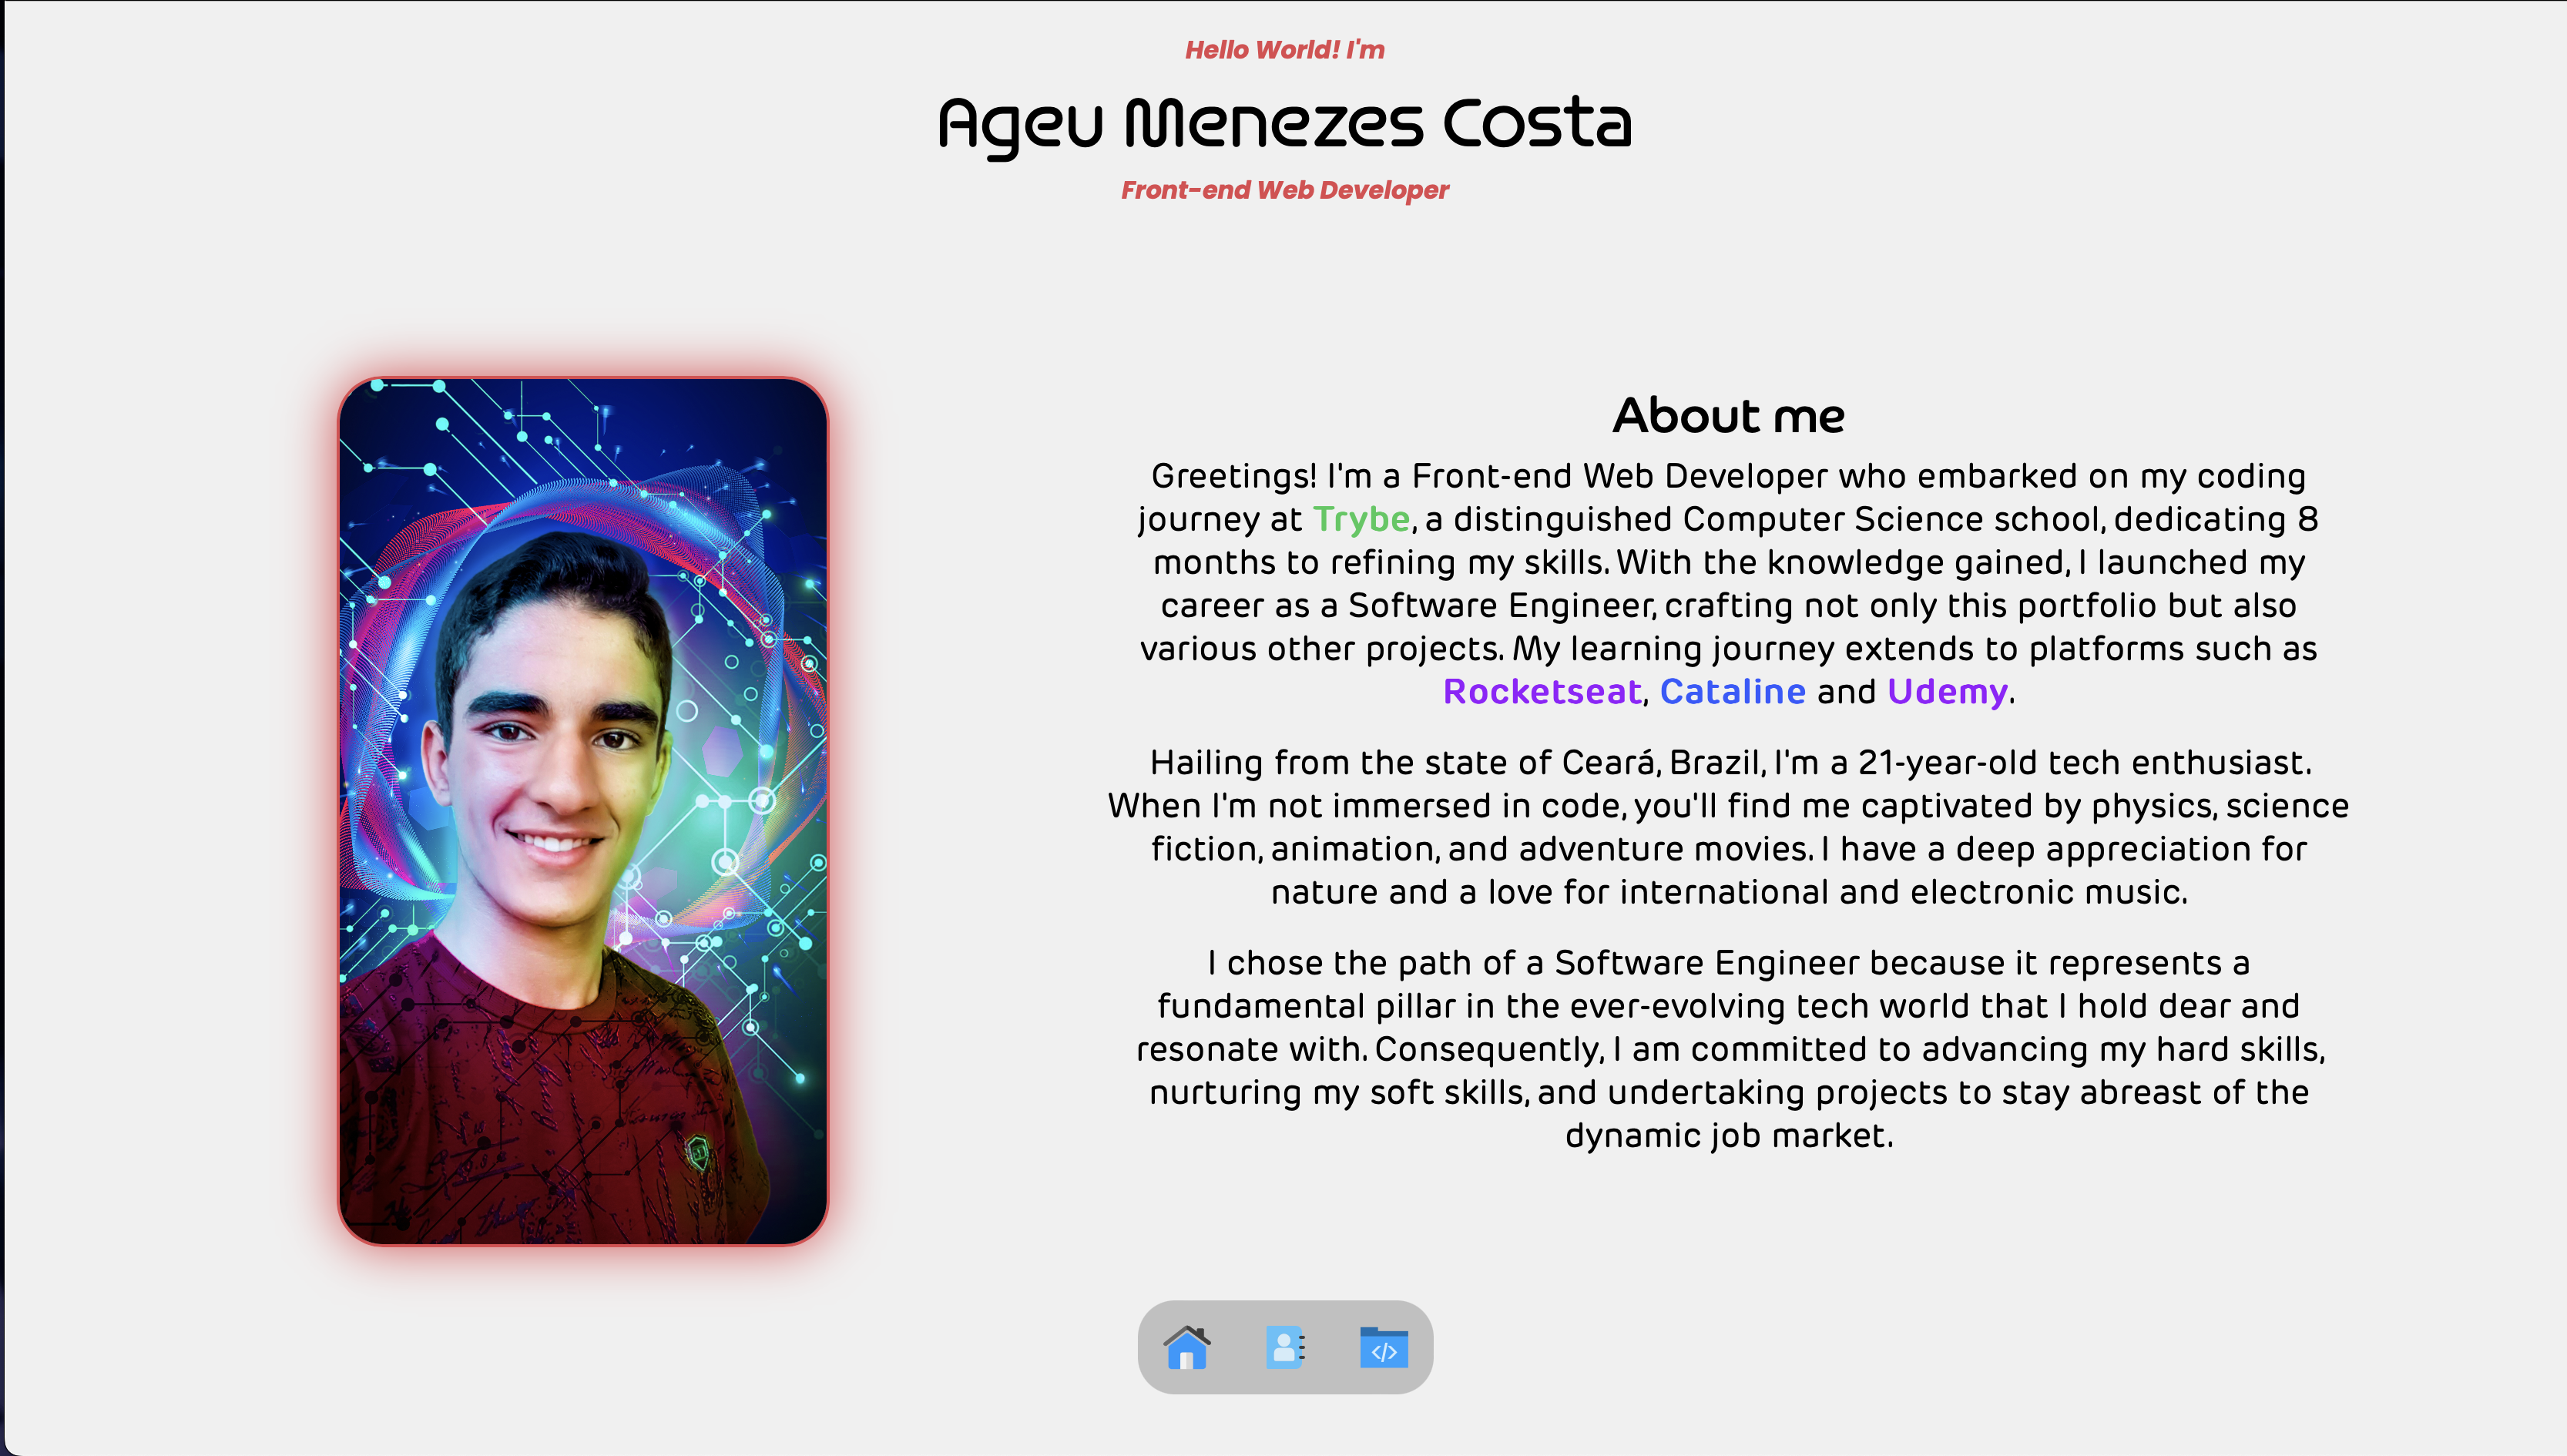 Hello World! I'm
Ageu Menezes Costa
Front-end Web Developer
About me
Greetings! I'm a Front-end Web Developer who embarked on my coding
journey at Trybe, a distinguished Computer Science school, dedicating 8
months to refining my skills. With the knowledge gained, I launched my
career as a Software Engineer, crafting not only this portfolio but also
various other projects. My learning journey extends to platforms such as
Rocketseat, Cataline and Udemy.
Hailing from the state of Ceará, Brazil, I'm a 21-year-old tech enthusiast.
When I'm not immersed in code, you'll find me captivated by physics, science
fiction, animation, and adventure movies. I have a deep appreciation for
nature and a love for international and electronic music.
I chose the path of a Software Engineer because it represents a
fundamental pillar in the ever-evolving tech world that I hold dear and
resonate with. Consequently, I am committed to advancing my hard skills,
nurturing my soft skills, and undertaking projects to stay abreast of the
dynamic job market.